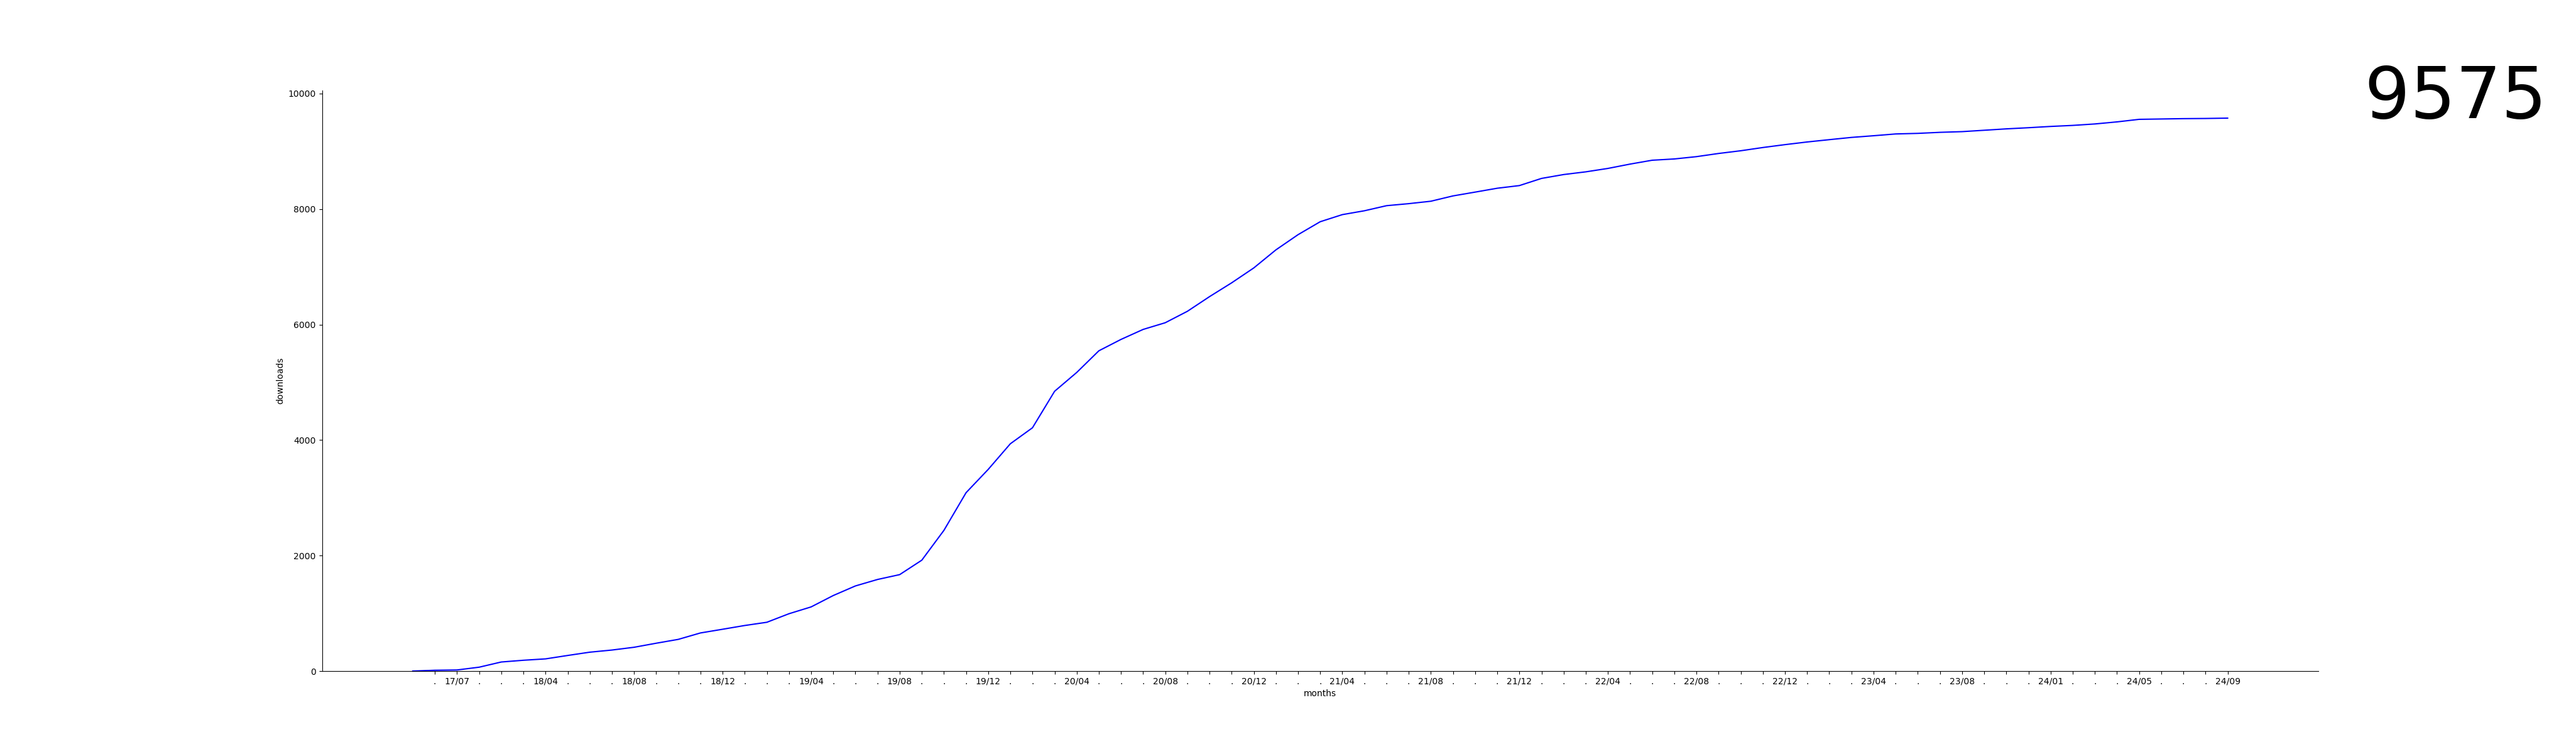 9575
10000
8000
6000
4000
2000
0
downloads
. 17/07 . . . 18/04 . . . 18/08 . . . 18/12 . . . 19/04 . . . 19/08 . . . 19/12 . . . 20/04 . . . 20/08 . . . 20/12 . . . 21/04 . . . 21/08 . . . 21/12 . . . 22/04 . . . 22/08 . . . 22/12 . . . 23/04 . . . 23/08 . . . 24/01 . . . 24/05 . . . 24/09
months